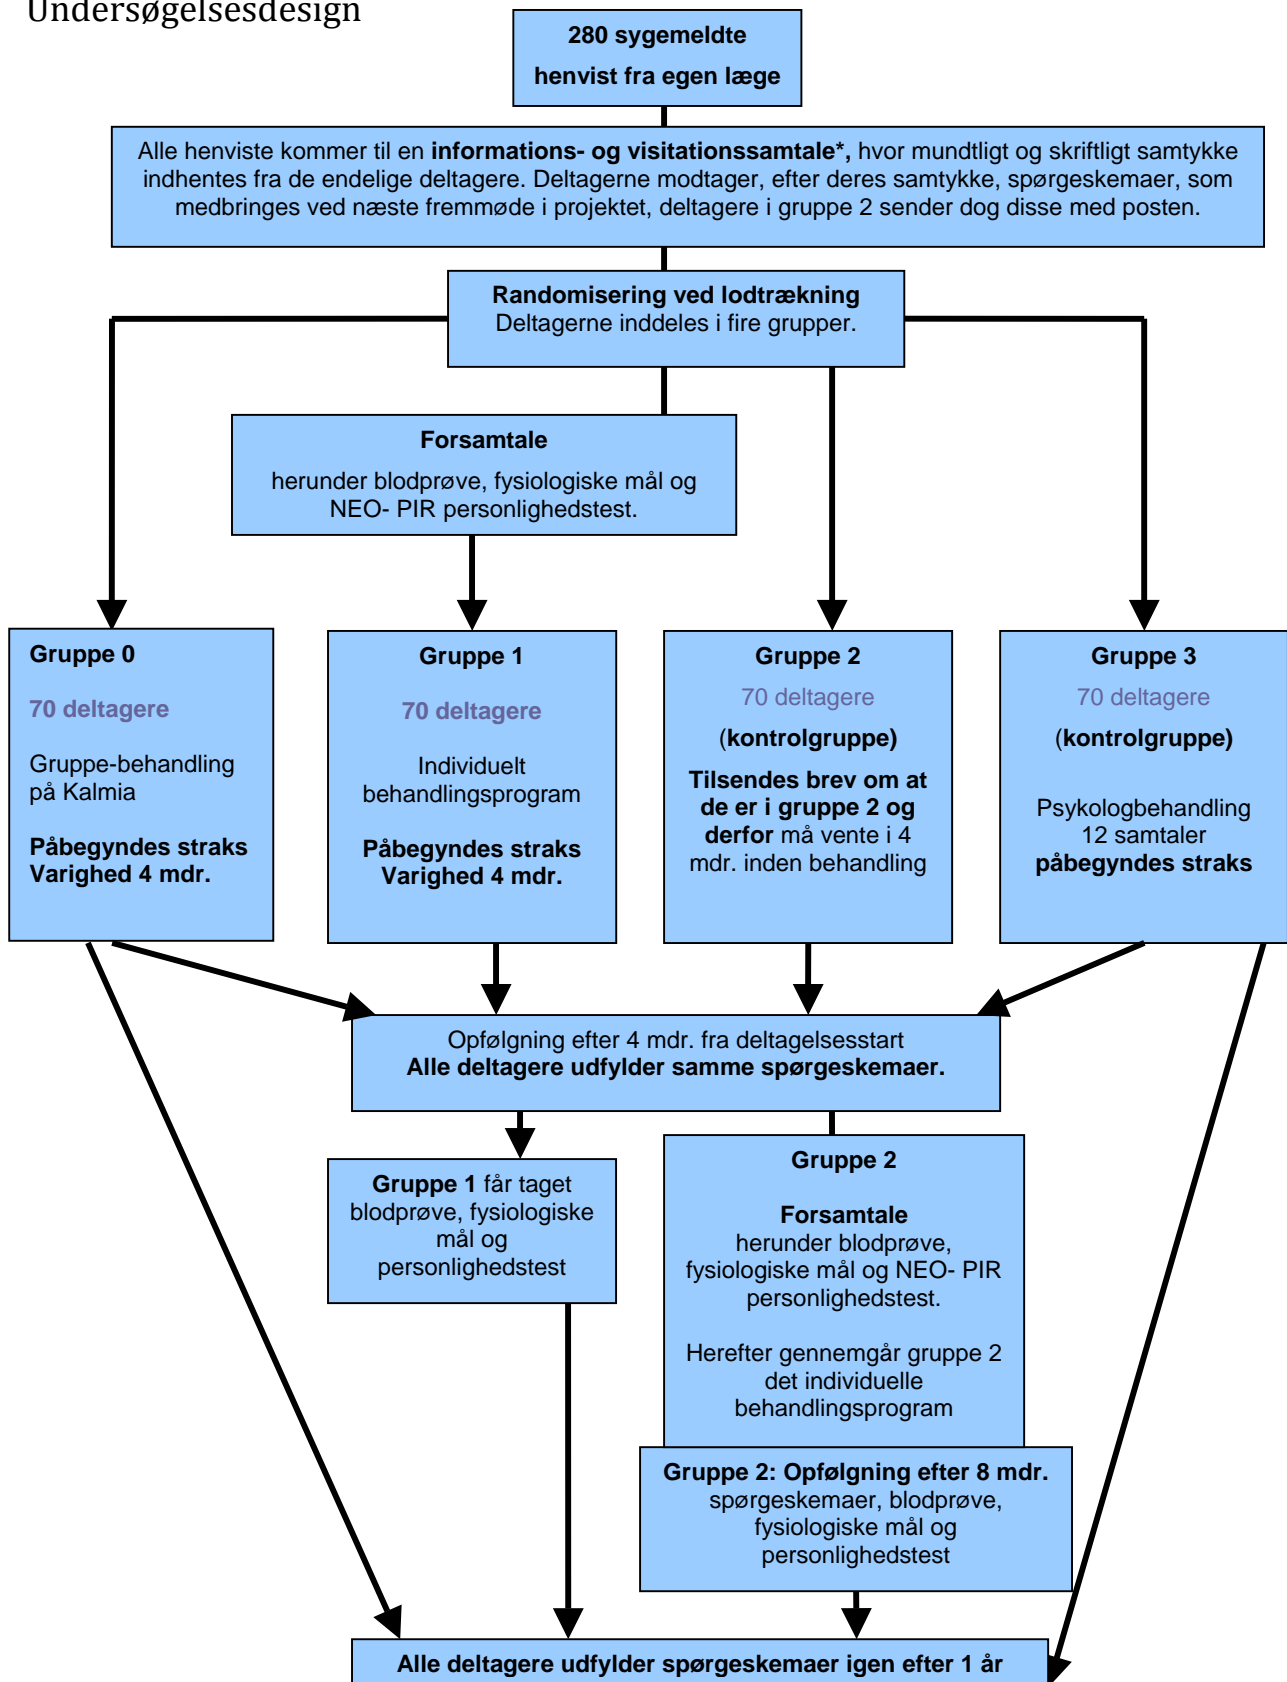 Undersøgelsesdesign
280 sygemeldte
henvist fra egen læge
Alle henviste kommer til en informations- og visitationssamtale*, hvor mundtligt og skriftligt samtykke
indhentes fra de endelige deltagere. Deltagerne modtager, efter deres samtykke, spørgeskemaer, som
medbringes ved næste fremmøde i projektet, deltagere i gruppe 2 sender dog disse med posten.
Randomisering ved lodtrækning
Deltagerne inddeles i fire grupper.
Forsamtale
herunder blodprøve, fysiologiske mål og
NEO- PIR personlighedstest.
Gruppe 0
70 deltagere
Gruppe-behandling
på Kalmia
Påbegyndes straks
Varighed 4 mdr.
Gruppe 1
70 deltagere
Individuelt
behandlingsprogram
Påbegyndes straks
Varighed 4 mdr.
Gruppe 2
70 deltagere
(kontrolgruppe)
Tilsendes brev om at
de er i gruppe 2 og
derfor må vente i 4
mdr. inden behandling
Gruppe 3
70 deltagere
(kontrolgruppe)
Psykologbehandling
12 samtaler
påbegyndes straks
Opfølgning efter 4 mdr. fra deltagelsesstart
Alle deltagere udfylder samme spørgeskemaer.
Gruppe 1 får taget
blodprøve, fysiologiske
mål og
personlighedstest
Gruppe 2
Forsamtale
herunder blodprøve,
fysiologiske mål og NEO- PIR
personlighedstest.
Herefter gennemgår gruppe 2
det individuelle
behandlingsprogram
Gruppe 2: Opfølgning efter 8 mdr.
spørgeskemaer, blodprøve,
fysiologiske mål og
personlighedstest
Alle deltagere udfylder spørgeskemaer igen efter 1 år